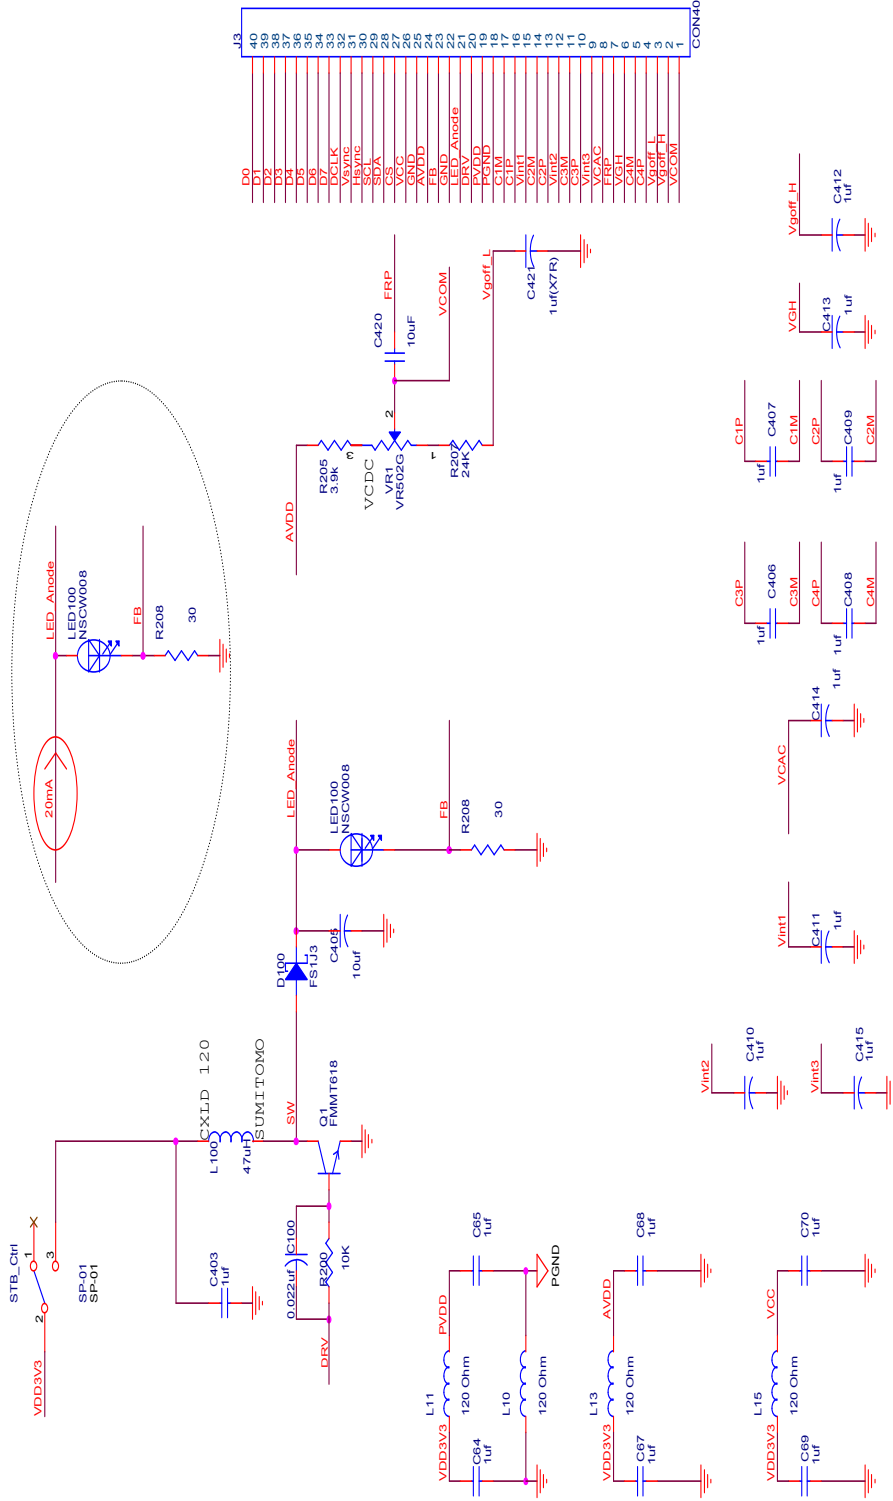 J3
CON40
40
39
38
37
36
35
34
33
32
31
30
29
28
27
26
25
24
23
22
21
20
19
18
17
16
15
14
13
12
11
10
9
8
7
6
5
4
3
2
1
D0
D1
D2
D3
D4
D5
D6
D7
DCLK
Vsync
Hsync
SCL
SDA
CS
VCC
GND
AVDD
FB
GND
LED_Anode
DRV
PVDD
PGND
C1M
C1P
Vint1
C2M
C2P
Vint2
C3M
C3P
Vint3
VCAC
FRP
VGH
C4M
C4P
Vgoff_L
Vgoff_H
VCOM
20mA
LED_Anode
LED100
NSCW008
FB
R208
30
AVDD
R205
3.9k
3
VCDC
VR1
VR502G
2
1
R207
24K
C420
10uF
FRP
VCOM
Vgoff_L
C421
1uf(X7R)
Vgoff_H
C412
1uf
VGH
C413
1uf
C1P
C407
1uf
C1M
C2P
C409
1uf
C2M
C3P
C406
1uf
C3M
C4P
C408
1uf
C4M
VCAC
C414
1uf
Vint1
C411
1uf
Vint2
C410
1uf
Vint3
C415
1uf
STB_Ctrl
1
3
2
SP-01
SP-01
VDD3V3
C403
1uf
CXLD 120
L100
47uH
SUMITOMO
SW
Q1
FMMT618
C100
0.022uf
R200
10K
DRV
D100
FS1J3
C405
10uf
LED_Anode
LED100
NSCW008
FB
R208
30
VDD3V3
L11
120 Ohm
PVDD
C64
1uf
C65
1uf
L10
120 Ohm
PGND
VDD3V3
L13
120 Ohm
AVDD
C67
1uf
C68
1uf
VDD3V3
L15
120 Ohm
VCC
C69
1uf
C70
1uf